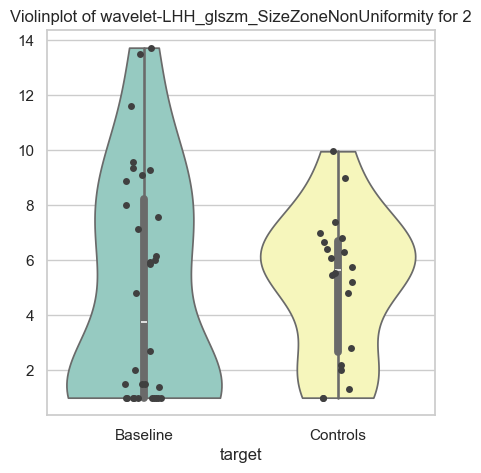 Violinplot of wavelet-LHH_glszm_SizeZoneNonUniformity for 2
14
12
10
8
6
4
2
Baseline
Controls
target